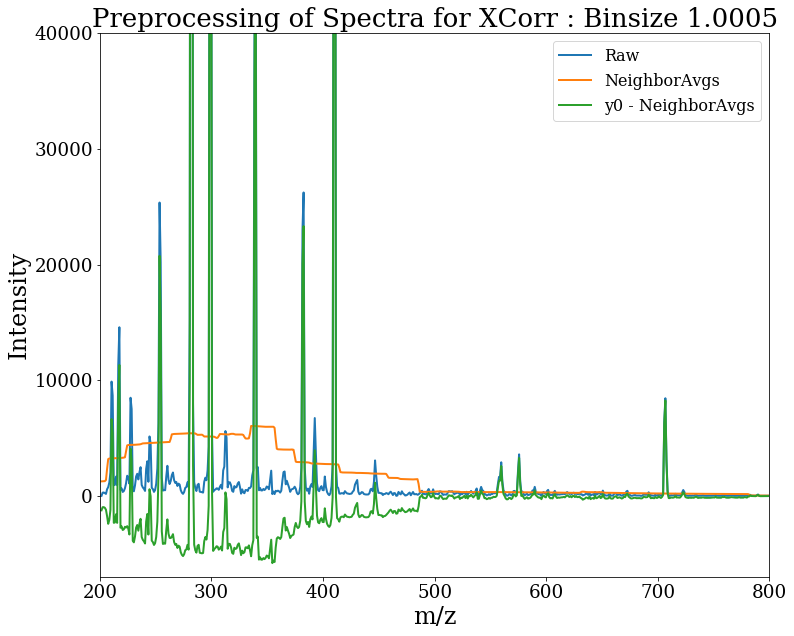 Preprocessing of Spectra for XCorr : Binsize 1.0005
40000
30000
20000
10000
0
Intensity
Raw
NeighborAvgs
y0 - NeighborAvgs
200 300 400 500 600 700 800
m/z